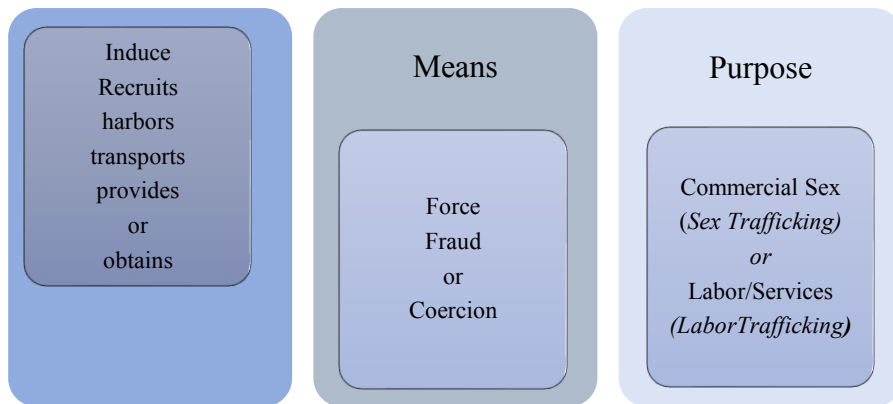 Induce
Recruits
harbors
transports
provides
or
obtains
Means
Force
Fraud
or
Coercion
Purpose
Commercial Sex
(Sex Trafficking)
or
Labor/Services
(LaborTrafficking)